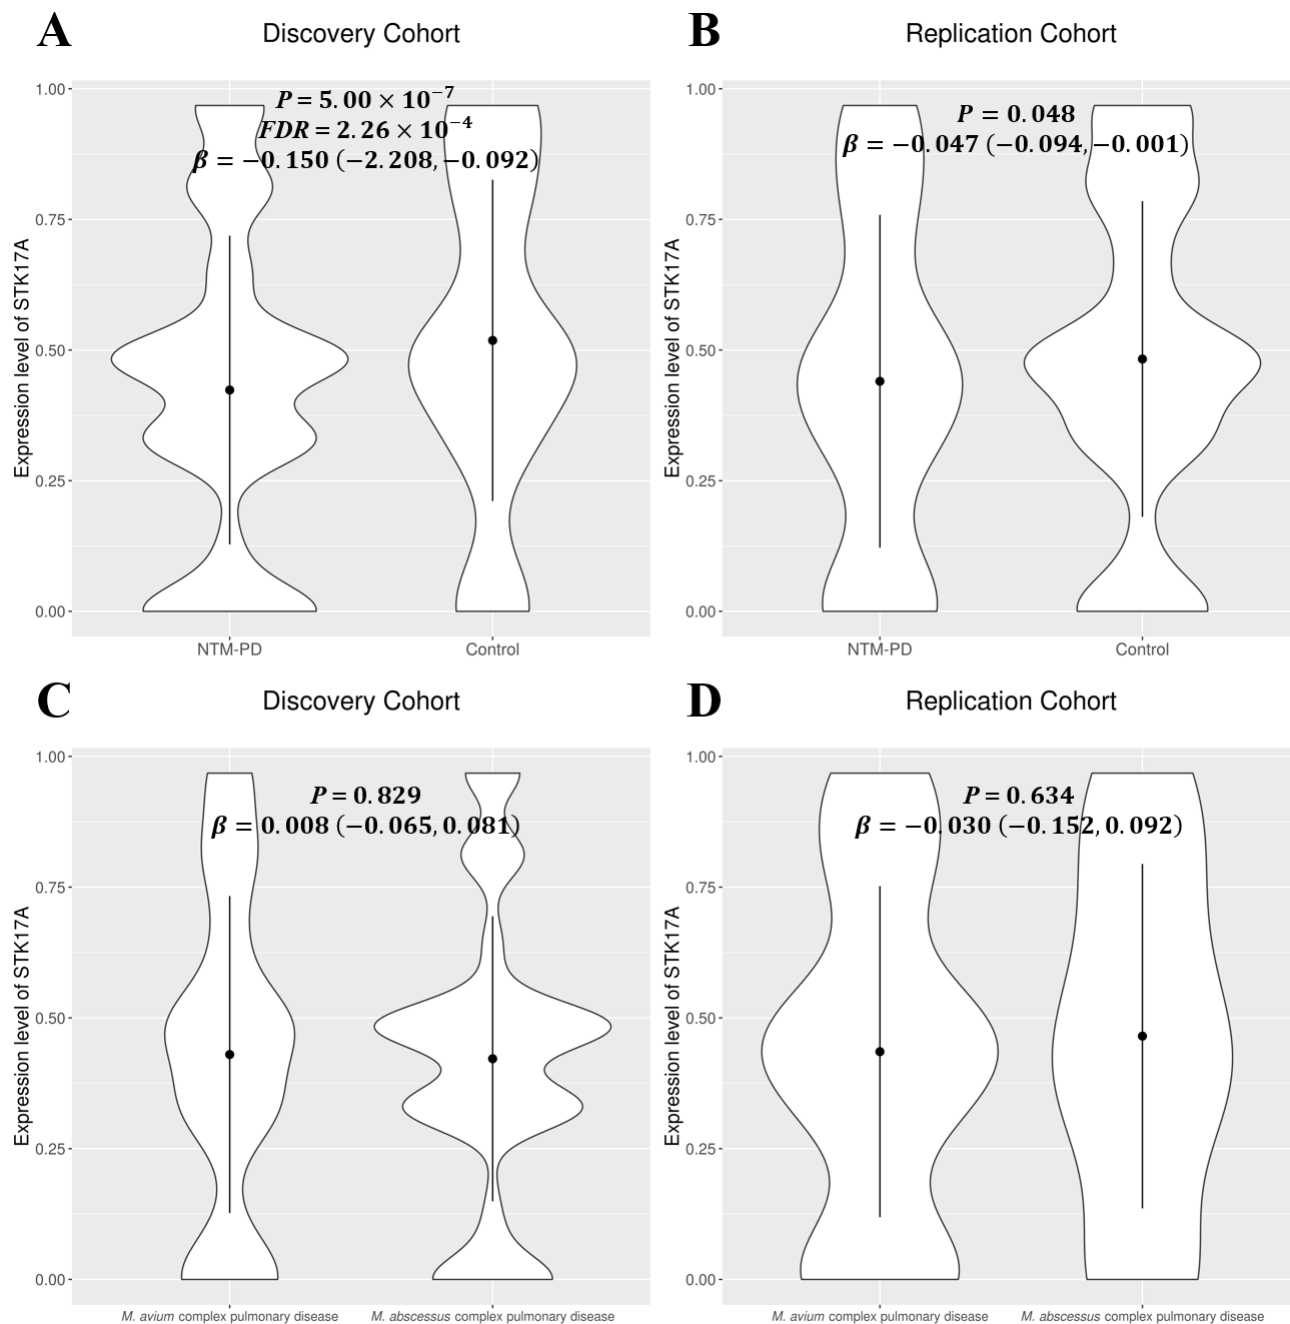 A
Discovery Cohort
Expression level of STK17A
1.00
0.75
0.50
0.25
0.00
P = 5.00 × 10⁻⁷
FDR = 2.26 × 10⁻⁴
β = −0.150 (−2.208, −0.092)
NTM-PD
Control
B
Replication Cohort
Expression level of STK17A
1.00
0.75
0.50
0.25
0.00
P = 0.048
β = −0.047 (−0.094, −0.001)
NTM-PD
Control
C
Discovery Cohort
Expression level of STK17A
1.00
0.75
0.50
0.25
0.00
P = 0.829
β = 0.008 (−0.065, 0.081)
M. avium complex pulmonary disease
M. abscessus complex pulmonary disease
D
Replication Cohort
Expression level of STK17A
1.00
0.75
0.50
0.25
0.00
P = 0.634
β = −0.030 (−0.152, 0.092)
M. avium complex pulmonary disease
M. abscessus complex pulmonary disease